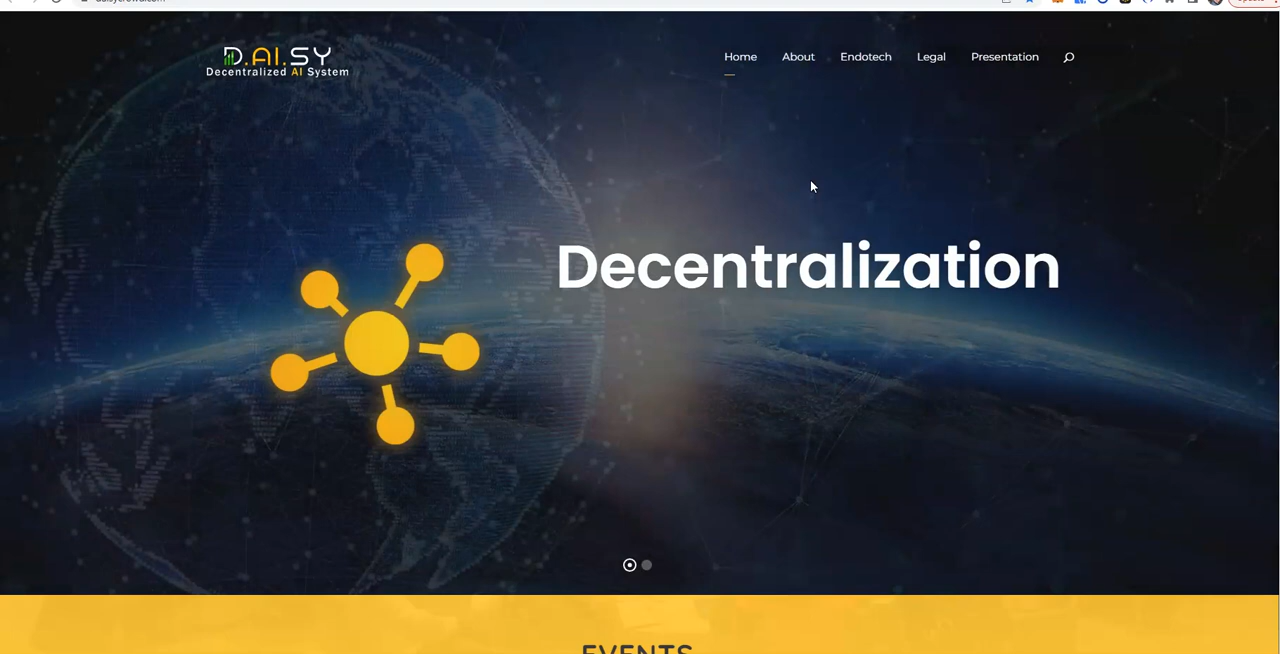 D.AI.SY
Decentralized AI System
Home
About
Endotech
Legal
Presentation
Decentralization
EVENTS